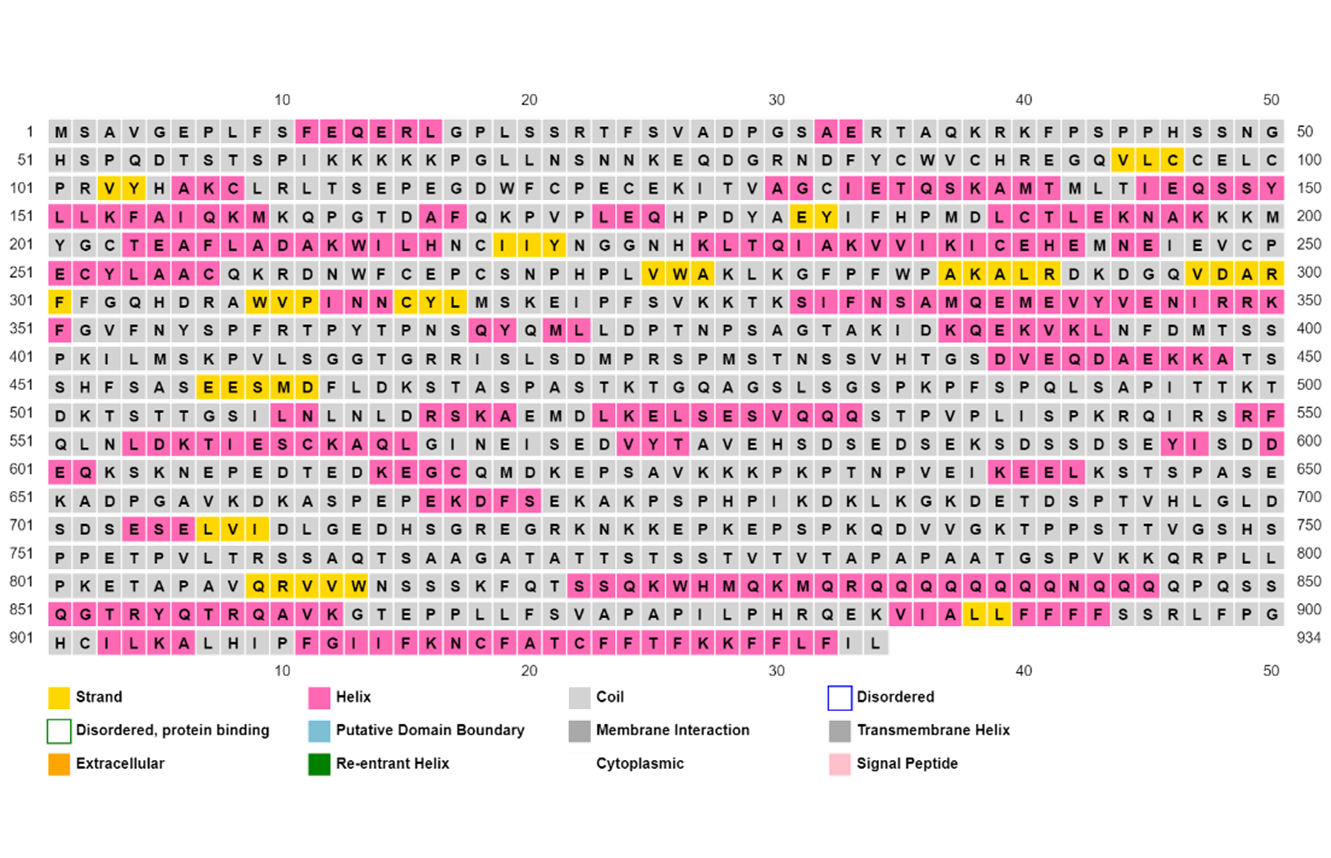 10 20 30 40 50
1 M S A V G E P L F S F E Q E R L G P L S S R T F S V A D P G S A E R T A Q K R K F P S P P H S S N G 50
51 H S P Q D T S T S P I K K K K K P G L L N S N N K E Q D G R N D F Y C W V C H R E G Q V L C C E L C 100
101 P R V Y H A K C L R L T S E P E G D W F C P E C E K I T V A G C I E T Q S K A M T M L T I E Q S S Y 150
151 L L K F A I Q K M K Q P G T D A F Q K P V P L E Q H P D Y A E Y I F H P M D L C T L E K N A K K K M 200
201 Y G C T E A F L A D A K W I L H N C I I Y N G G N H K L T Q I A K V V I K I C E H E M N E I E V C P 250
251 E C Y L A A C Q K R D N W F C E P C S N P H P L V W A K L K G F P F W P A K A L R D K D G Q V D A R 300
301 F F G Q H D R A W V P I N N C Y L M S K E I P F S V K K T K S I F N S A M Q E M E V Y V E N I R R K 350
351 F G V F N Y S P F R T P Y T P N S Q Y Q M L L D P T N P S A G T A K I D K Q E K V K L N F D M T S S 400
401 P K I L M S K P V L S G G T G R R I S L S D M P R S P M S T N S S V H T G S D V E Q D A E K K A T S 450
451 S H F S A S E E S M D F L D K S T A S P A S T K T G Q A G S L S G S P K P F S P Q L S A P I T T K T 500
501 D K T S T T G S I L N L N L D R S K A E M D L K E L S E S V Q Q Q S T P V P L I S P K R Q I R S R F 550
551 Q L N L D K T I E S C K A Q L G I N E I S E D V Y T A V E H S D S E D S E K S D S S D S E Y I S D D 600
601 E Q K S K N E P E D T E D K E G C Q M D K E P S A V K K K P K P T N P V E I K E E L K S T S P A S E 650
651 K A D P G A V K D K A S P E P E K D F S E K A K P S P H P I K D K L K G K D E T D S P T V H L G L D 700
701 S D S E S E L V I D L G E D H S G R E G R K N K K E P K E P S P K Q D V V G K T P P S T T V G S H S 750
751 P P E T P V L T R S S A Q T S A A G A T A T T S T S S T V T V T A P A P A A T G S P V K K Q R P L L 800
801 P K E T A P A V Q R V V W N S S S K F Q T S S Q K W H M Q K M Q R Q Q Q Q Q Q Q Q N Q Q Q Q P Q S S 850
851 Q G T R Y Q T R Q A V K G T E P P L L F S V A P A P I L P H R Q E K V I A L L F F F F S S R L F P G 900
901 H C I L K A L H I P F G I I F K N C F A T C F F T F K K F F L F I L 934
10 20 30 40 50
Strand Helix Coil Disordered
Disordered, protein binding Putative Domain Boundary Membrane Interaction Transmembrane Helix
Extracellular Re-entrant Helix Cytoplasmic Signal Peptide